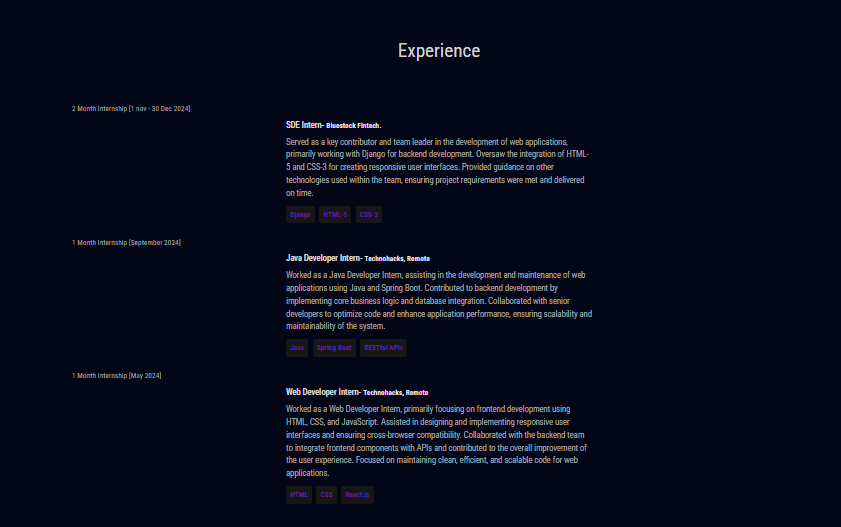 Experience
2 Month Internship [1 nov - 30 Dec 2024]
SDE Intern- Bluestock Fintech.
Served as a key contributor and team leader in the development of web applications,
primarily working with Django for backend development. Oversaw the integration of HTML-
5 and CSS-3 for creating responsive user interfaces. Provided guidance on other
technologies used within the team, ensuring project requirements were met and delivered
on time.
Django HTML-5 CSS-3
1 Month Internship [September 2024]
Java Developer Intern- Technohacks, Remote
Worked as a Java Developer Intern, assisting in the development and maintenance of web
applications using Java and Spring Boot. Contributed to backend development by
implementing core business logic and database integration. Collaborated with senior
developers to optimize code and enhance application performance, ensuring scalability and
maintainability of the system.
Java Spring Boot RESTful APIs
1 Month Internship [May 2024]
Web Developer Intern- Technohacks, Remote
Worked as a Web Developer Intern, primarily focusing on frontend development using
HTML, CSS, and JavaScript. Assisted in designing and implementing responsive user
interfaces and ensuring cross-browser compatibility. Collaborated with the backend team
to integrate frontend components with APIs and contributed to the overall improvement of
the user experience. Focused on maintaining clean, efficient, and scalable code for web
applications.
HTML CSS React.js